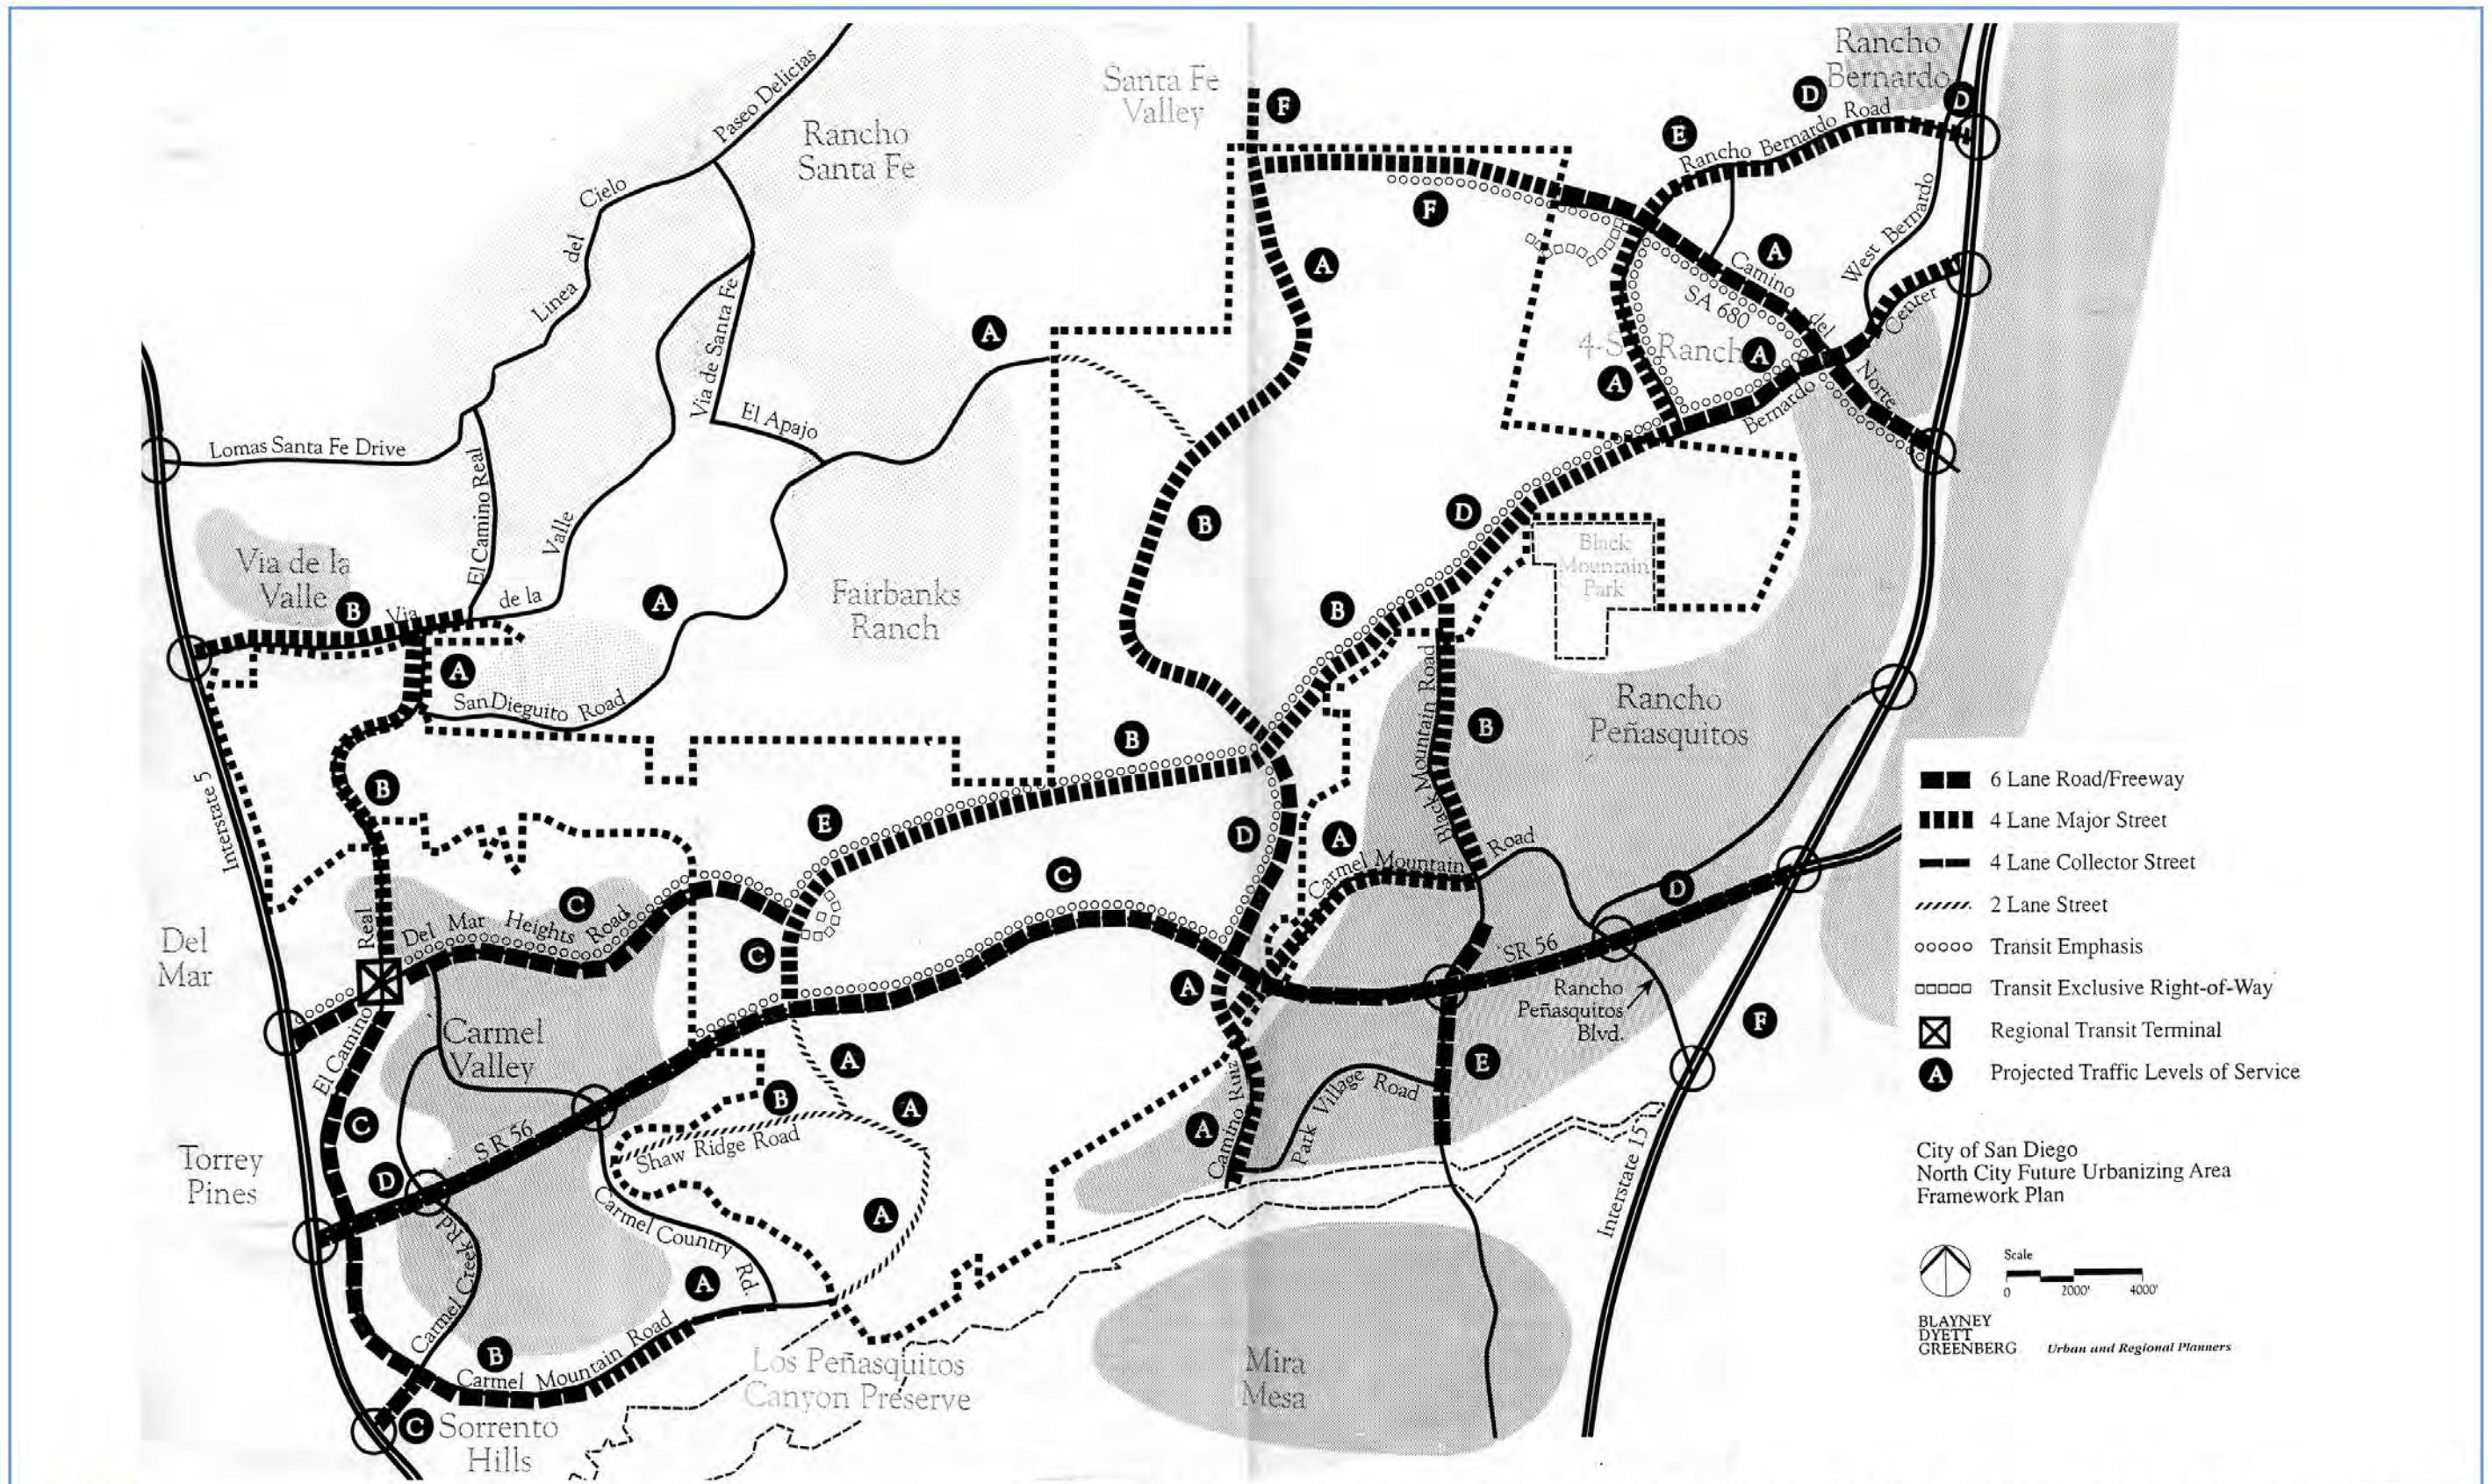 Rancho
Bernardo
Santa Fe
Valley
Paseo Delicias
Rancho
Santa Fe
F
D
D
E
Rancho Bernardo Road
Cielo
del
Linea
F
A
A
Camino
West Bernardo
SA 680
del
Center
Via de Santa Fe
A
4-S Ranch
A
A
Norte
Bernardo
El Apajo
Lomas Santa Fe Drive
El Camino Real
Valle
B
D
Black
Mountain
Park
Via de la
Valle
B
Via
de la
A
Fairbanks
Ranch
B
A
San Dieguito Road
Rancho
Peñasquitos
Black Mountain Road
B
B
B
Interstate 5
E
D
A
Carmel Mountain
Road
C
C
D
Del Mar Heights Road
Real
Del
Mar
C
SR 56
A
Rancho
Peñasquitos
Blvd.
F
El Camino
Carmel
Valley
A
B
A
E
Camino Ruiz
Park Village Road
C
A
SR 56
Shaw Ridge Road
Torrey
Pines
D
Interstate 15
Carmel Country
Rd.
A
Carmel Creek Rd
A
B
Carmel Mountain Road
Los Peñasquitos
Canyon Preserve
Mira
Mesa
C
Sorrento
Hills
6 Lane Road/Freeway
4 Lane Major Street
4 Lane Collector Street
2 Lane Street
Transit Emphasis
Transit Exclusive Right-of-Way
Regional Transit Terminal
A
Projected Traffic Levels of Service
City of San Diego
North City Future Urbanizing Area
Framework Plan
Scale
0 2000' 4000'
BLAYNEY
DYETT
GREENBERG
Urban and Regional Planners